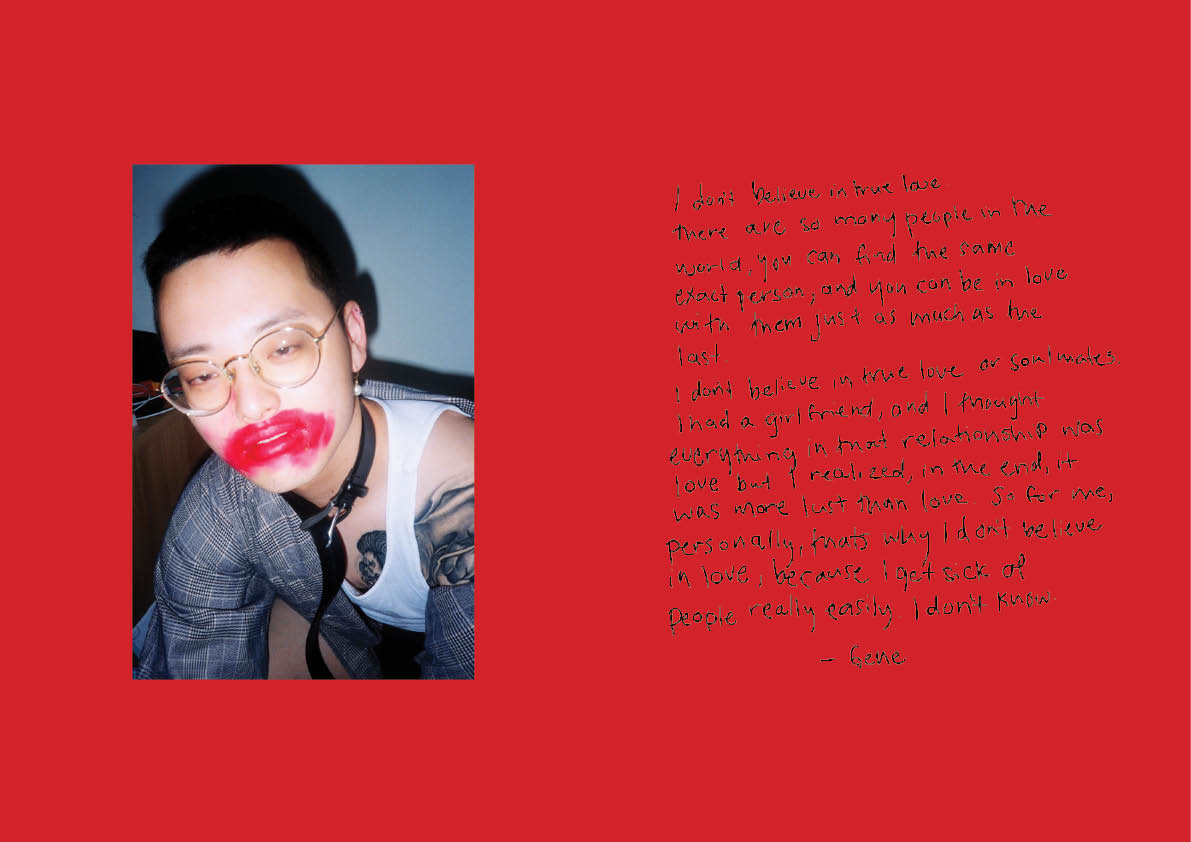 I don't believe in true love.
there are so many people in the
world, you can find the same
exact person, and you can be in love
with them just as much as the
last.
I don't believe in true love or soulmates.
I had a girlfriend, and I thought
everything in that relationship was
love but I realized, in the end, it
was more lust than love. So for me,
personally, thats why I don't believe
in love, because I get sick of
people really easily. I don't know.
- Gene